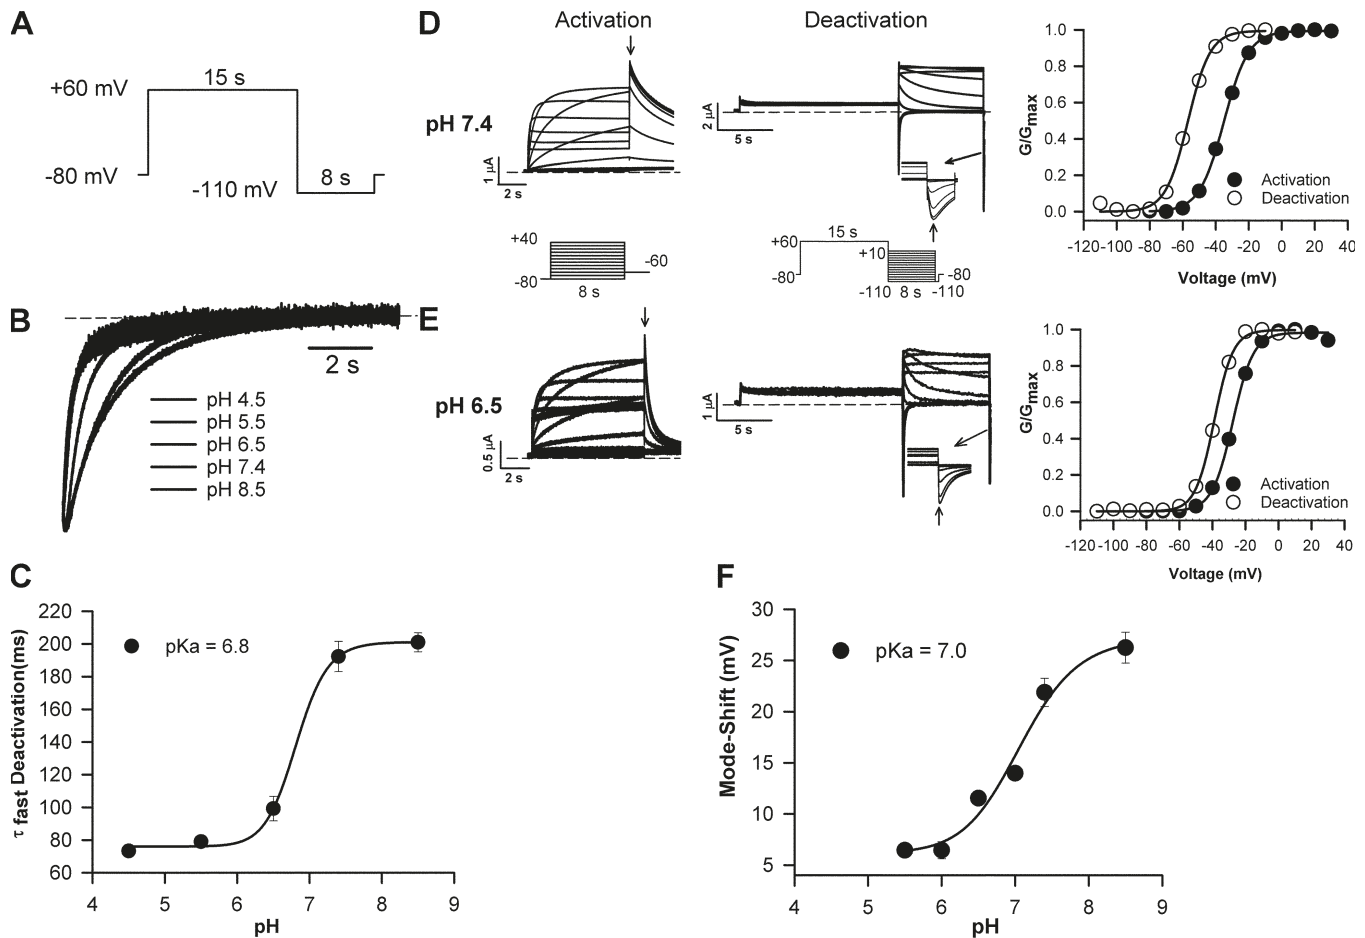 A
+60 mV
15 s
-80 mV
-110 mV
8 s
B
2 s
pH 4.5
pH 5.5
pH 6.5
pH 7.4
pH 8.5
C
220
200
180
160
140
120
100
80
60
τ fast Deactivation(ms)
pKa = 6.8
4 5 6 7 8 9
pH
D
Activation
Deactivation
pH 7.4
1 µA
2 s
2 µA
5 s
+40
-60
-80
8 s
+60
15 s
+10
-80
-80
-110 8 s -110
1.0
0.8
0.6
0.4
0.2
0.0
G/Gmax
Activation
Deactivation
-120 -100 -80 -60 -40 -20 0 20 40
Voltage (mV)
E
pH 6.5
0.5 µA
2 s
1 µA
5 s
1.0
0.8
0.6
0.4
0.2
0.0
G/Gmax
Activation
Deactivation
-120 -100 -80 -60 -40 -20 0 20 40
Voltage (mV)
F
30
25
20
15
10
5
Mode-Shift (mV)
pKa = 7.0
4 5 6 7 8 9
pH